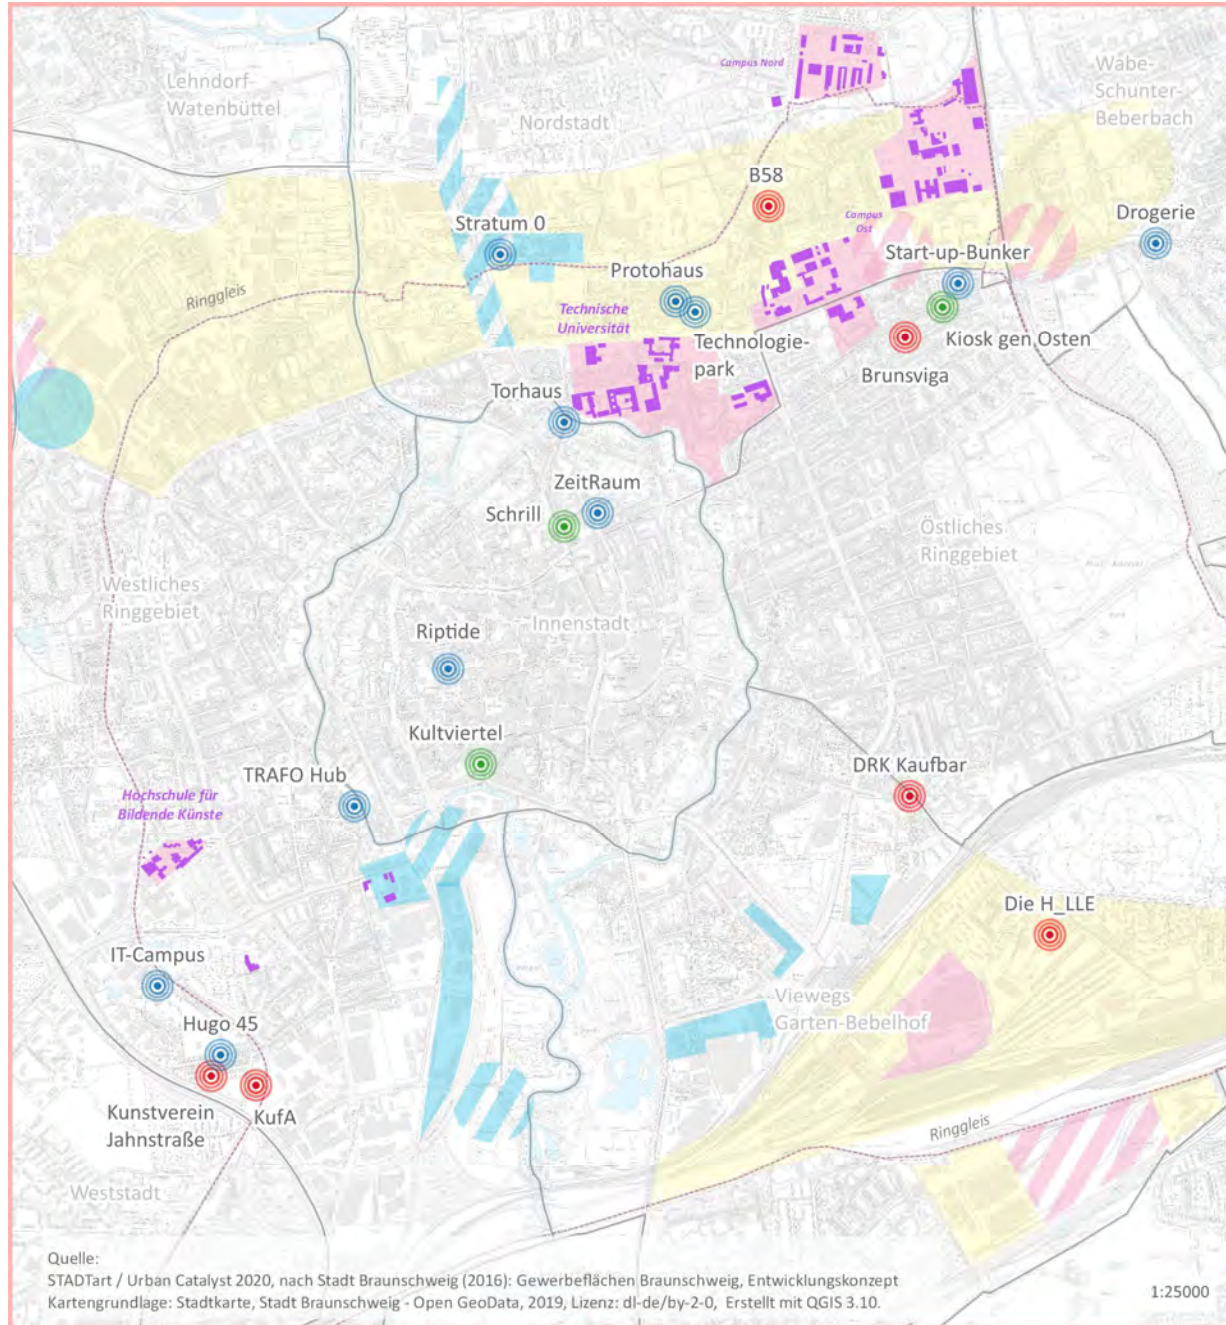 Campus Nord
Lehndorf-
Watenbüttel
Nordstadt
Wabe-
Schunter-
Beberbach
B58
Stratum 0
Campus
Ost
Drogerie
Start-up-Bunker
Protohaus
Ringgleis
Technische
Universität
Technologie-
park
Kiosk gen Osten
Brunsviga
Torhaus
ZeitRaum
Schrill
Östliches
Ringgebiet
Westliches
Ringgebiet
Innenstadt
Riptide
Kultviertel
TRAFO Hub
DRK Kaufbar
Hochschule für
Bildende Künste
Die H_LLE
IT-Campus
Viewegs
Garten-Bebelhof
Hugo 45
Kunstverein
Jahnstraße
KufA
Ringgleis
Weststadt
Quelle:
STADTart / Urban Catalyst 2020, nach Stadt Braunschweig (2016): Gewerbeflächen Braunschweig, Entwicklungskonzept
Kartengrundlage: Stadtkarte, Stadt Braunschweig - Open GeoData, 2019, Lizenz: dl-de/by-2-0, Erstellt mit QGIS 3.10.
1:25000